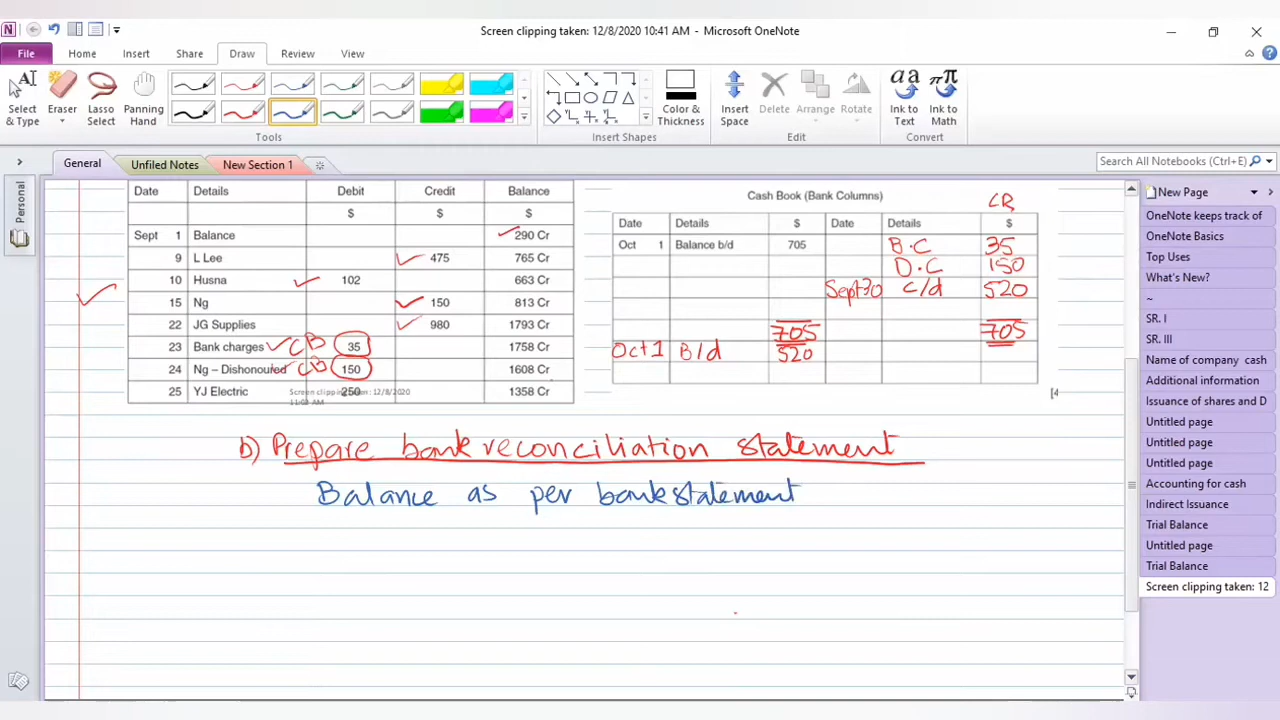 Screen clipping taken: 12/8/2020 10:41 AM - Microsoft OneNote
File Home Insert Share Draw Review View
Select & Type
Eraser
Lasso Select
Panning Hand
Color & Thickness
Insert Space
Delete
Arrange
Rotate
Ink to Text
Ink to Math
Tools
Insert Shapes
Edit
Convert
General
Unfiled Notes
New Section 1
Search All Notebooks (Ctrl+E)
Personal
Date Details Debit Credit Balance
$ $ $
Sept 1 Balance 290 Cr
9 L Lee 475 765 Cr
10 Husna 102 663 Cr
15 Ng 150 813 Cr
22 JG Supplies 980 1793 Cr
23 Bank charges CB 35 1758 Cr
24 Ng – Dishonoured CB 150 1608 Cr
25 YJ Electric 250 1358 Cr
Screen clipping taken: 12/8/2020
Cash Book (Bank Columns)
CR
Date Details $ Date Details $
Oct 1 Balance b/d 705 B.C 35
D.C 150
Sept30 c/d 520
705 705
Oct 1 B/d 520
[4
b) Prepare bank reconciliation statement
Balance as per bank statement
New Page
OneNote keeps track of
OneNote Basics
Top Uses
What's New?
~
SR. I
SR. III
Name of company cash
Additional information
Issuance of shares and D
Untitled page
Untitled page
Untitled page
Accounting for cash
Indirect Issuance
Trial Balance
Untitled page
Trial Balance
Screen clipping taken: 12